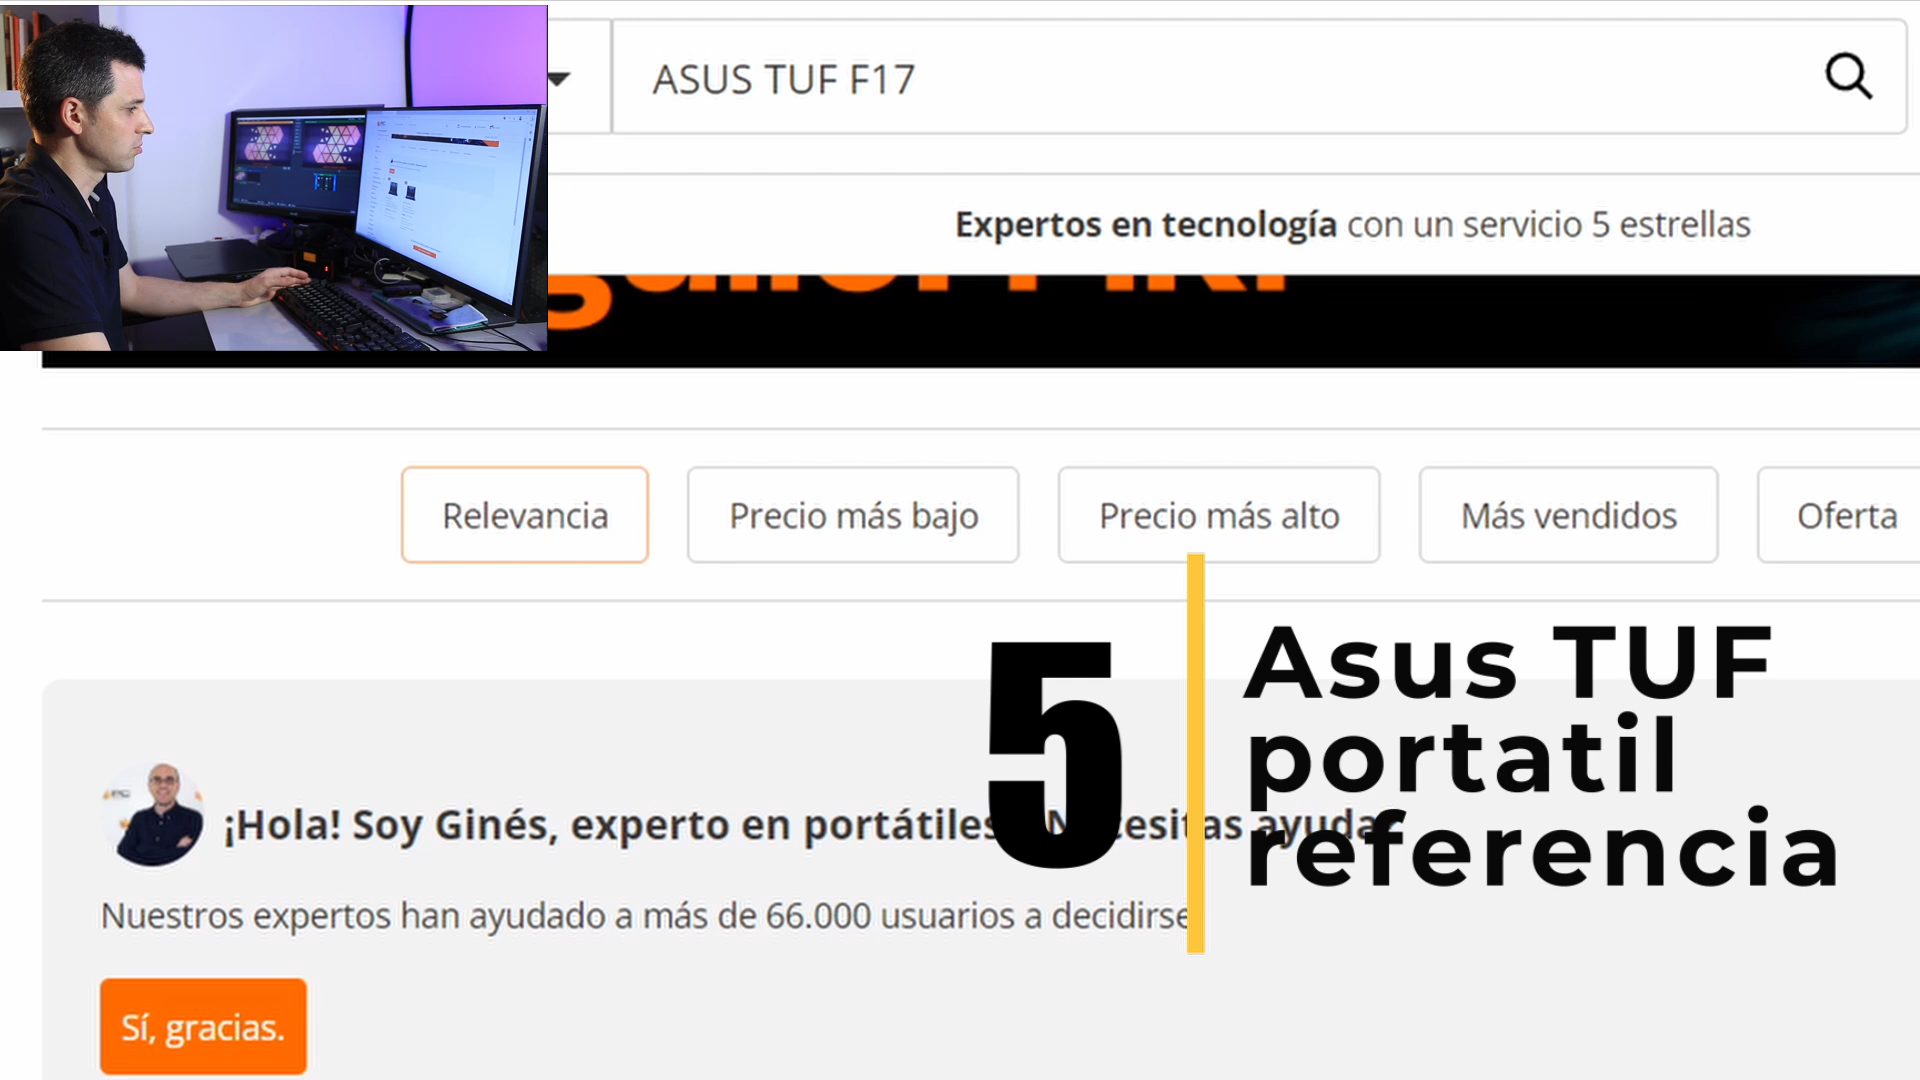 ASUS TUF F17
Expertos en tecnología con un servicio 5 estrellas
Relevancia
Precio más bajo
Precio más alto
Más vendidos
Oferta
5
Asus TUF
portatil
referencia
¡Hola! Soy Ginés, experto en portátiles
Nuestros expertos han ayudado a más de 66.000 usuarios a decidirse
Sí, gracias.